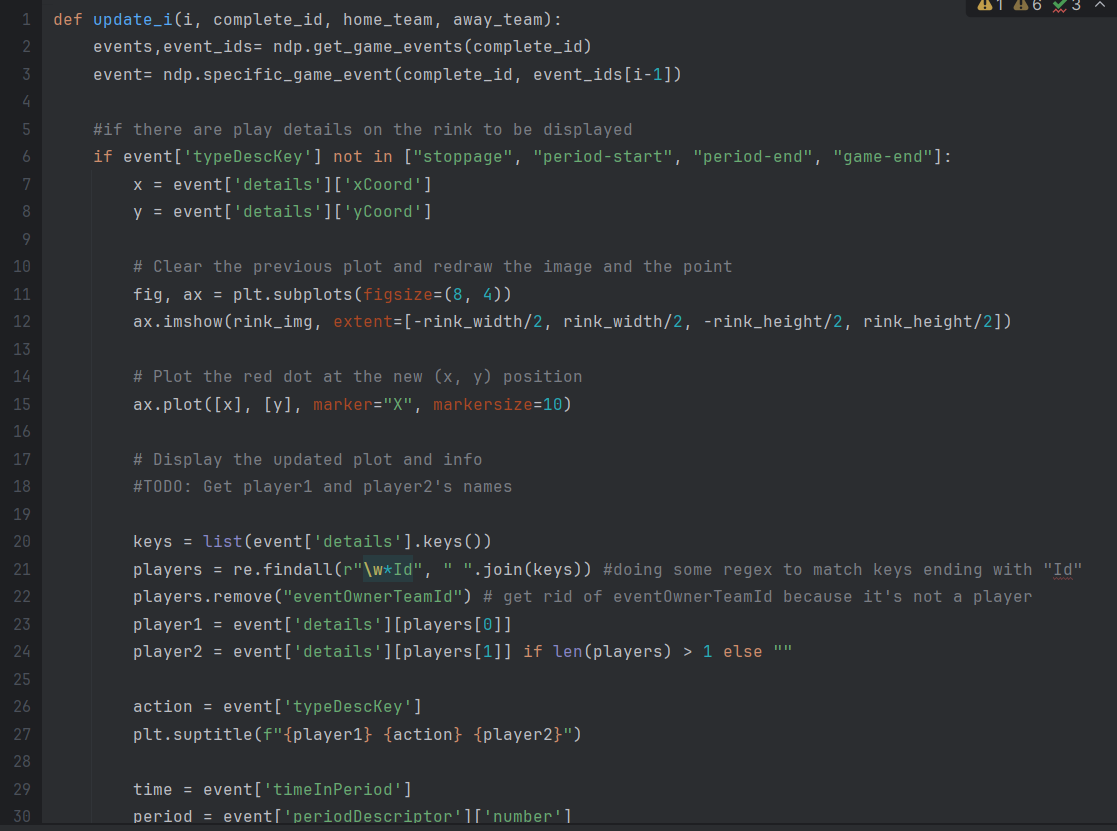 1 6 3
1 def update_i(i, complete_id, home_team, away_team):
2 events,event_ids= ndp.get_game_events(complete_id)
3 event= ndp.specific_game_event(complete_id, event_ids[i-1])
4
5 #if there are play details on the rink to be displayed
6 if event['typeDescKey'] not in ["stoppage", "period-start", "period-end", "game-end"]:
7 x = event['details']['xCoord']
8 y = event['details']['yCoord']
9
10 # Clear the previous plot and redraw the image and the point
11 fig, ax = plt.subplots(figsize=(8, 4))
12 ax.imshow(rink_img, extent=[-rink_width/2, rink_width/2, -rink_height/2, rink_height/2])
13
14 # Plot the red dot at the new (x, y) position
15 ax.plot([x], [y], marker="X", markersize=10)
16
17 # Display the updated plot and info
18 #TODO: Get player1 and player2's names
19
20 keys = list(event['details'].keys())
21 players = re.findall(r"\w*Id", " ".join(keys)) #doing some regex to match keys ending with "Id"
22 players.remove("eventOwnerTeamId") # get rid of eventOwnerTeamId because it's not a player
23 player1 = event['details'][players[0]]
24 player2 = event['details'][players[1]] if len(players) > 1 else ""
25
26 action = event['typeDescKey']
27 plt.suptitle(f"{player1} {action} {player2}")
28
29 time = event['timeInPeriod']
30 period = event['periodDescriptor']['number']